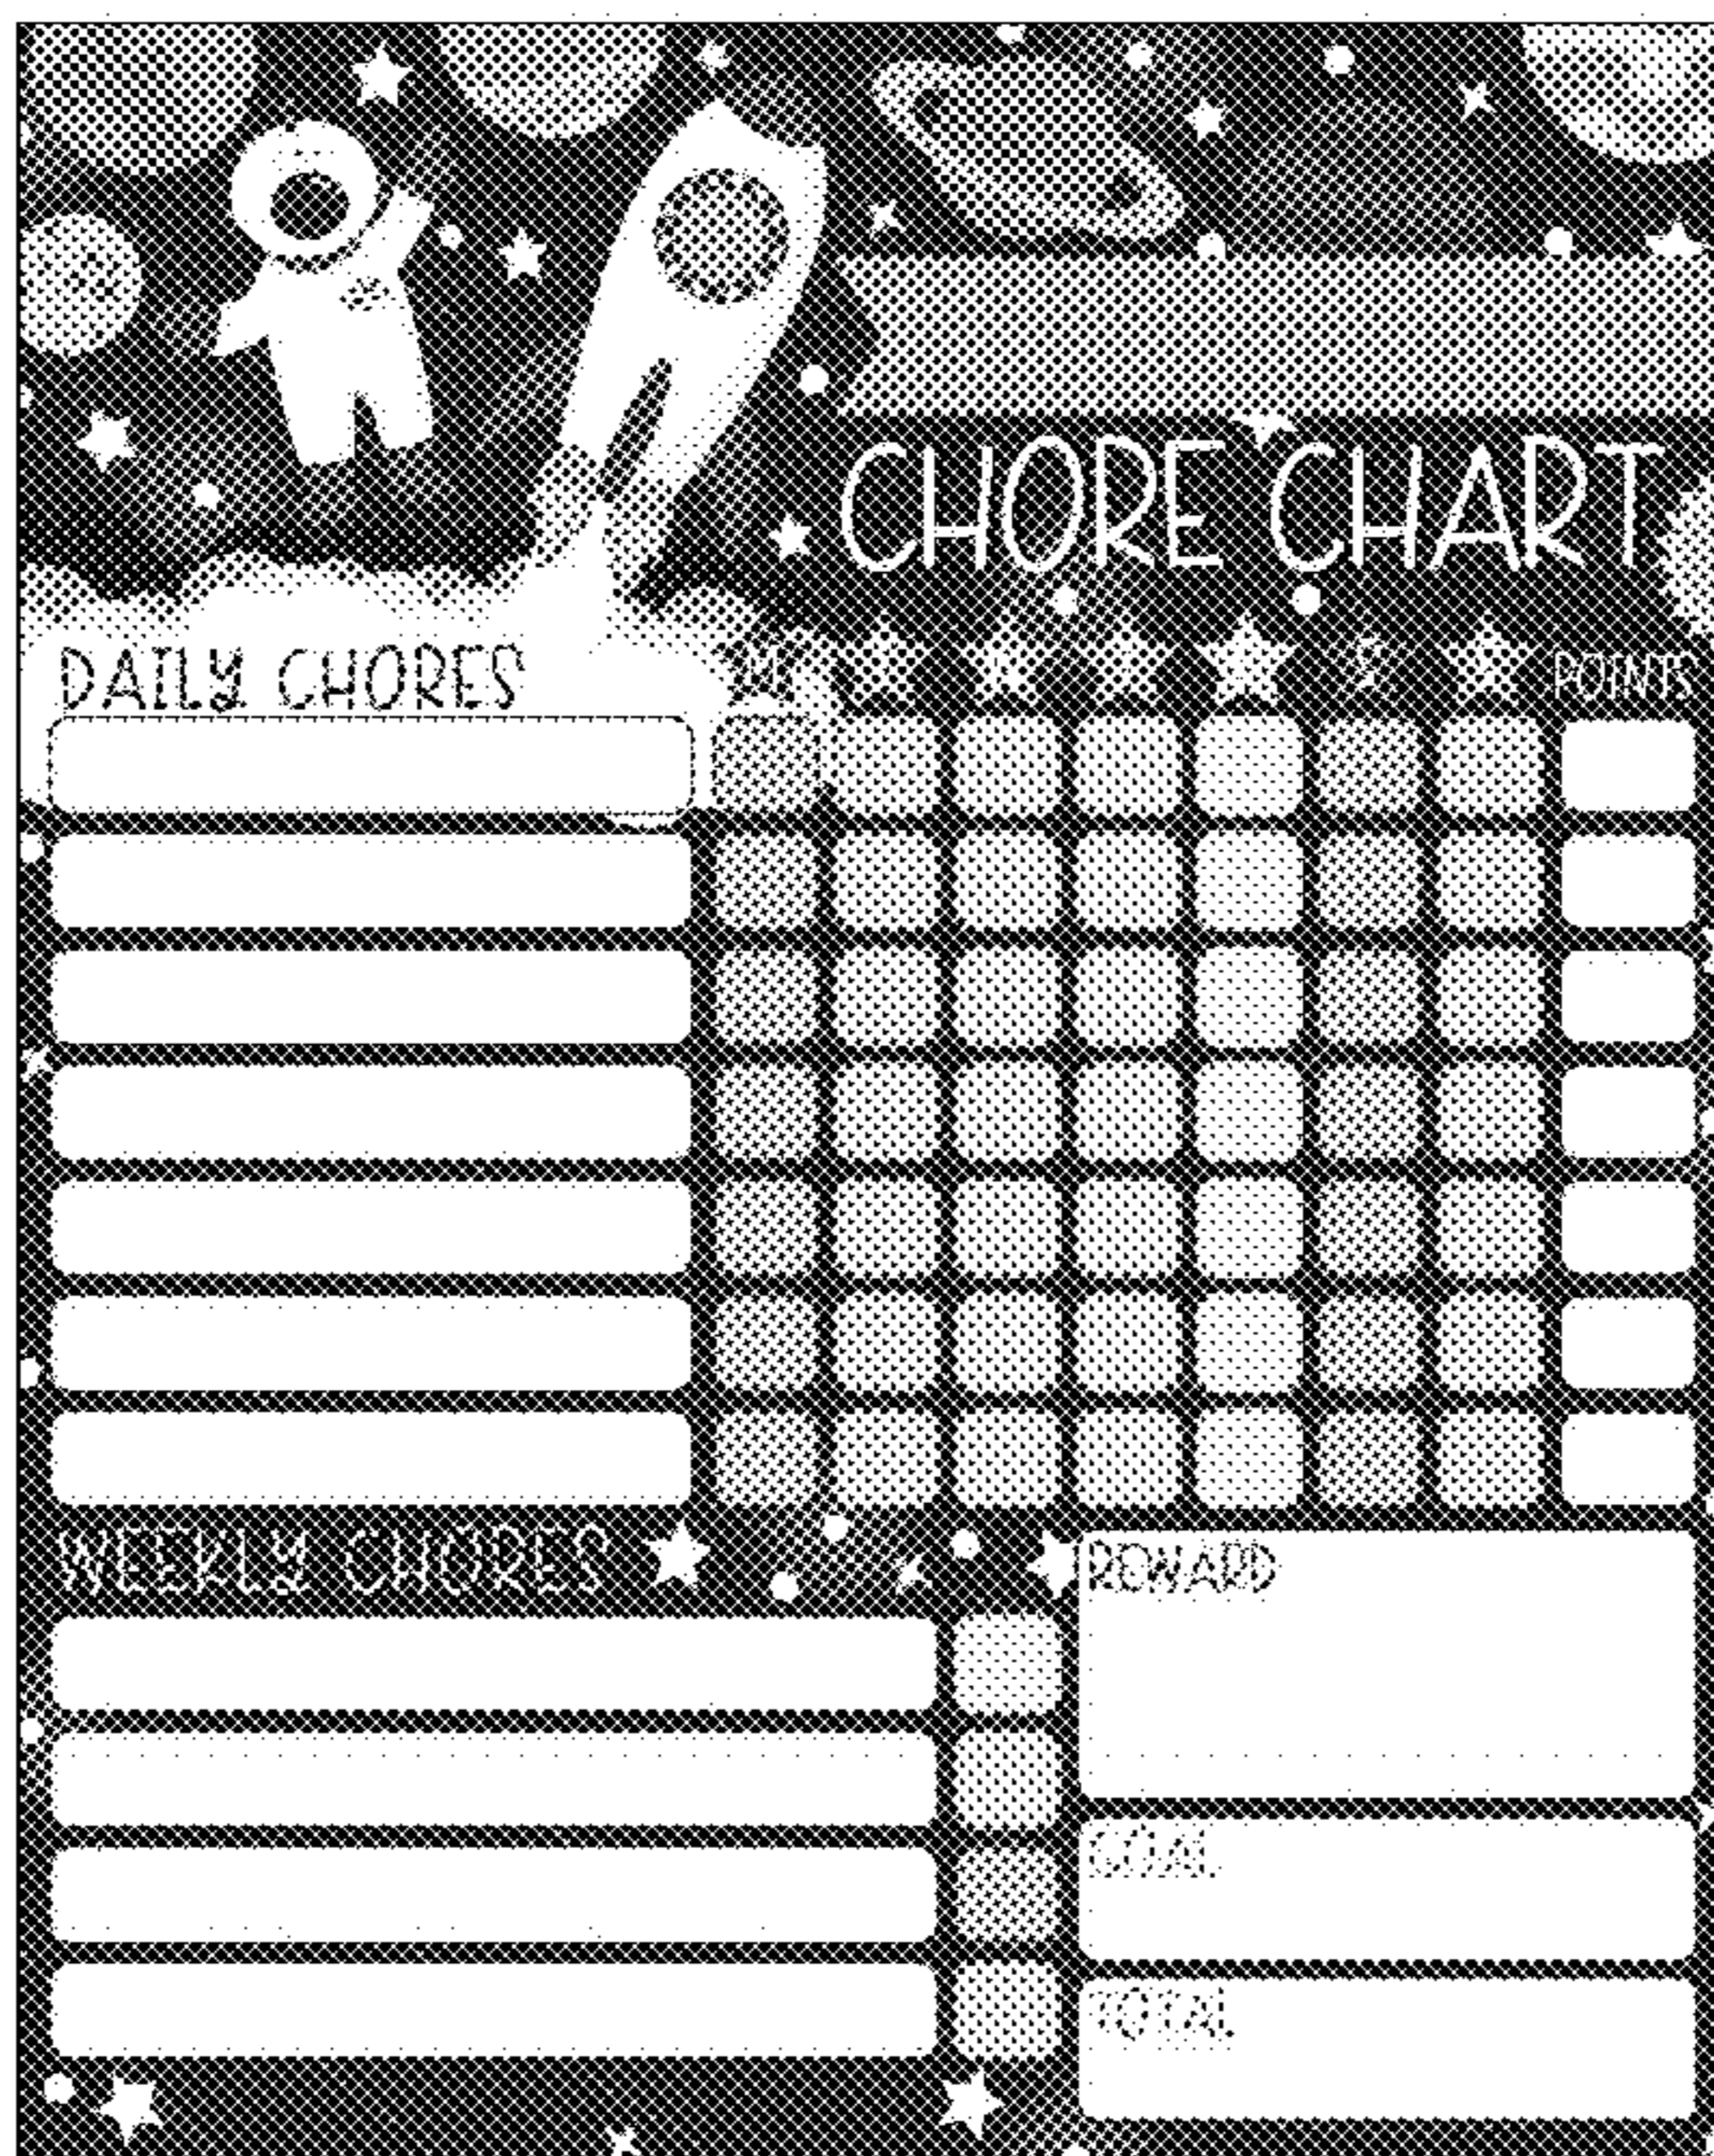 CHORE CHART
DAILY CHORES M POINTS
WEEKLY CHORES
REWARD
GOAL
TOTAL